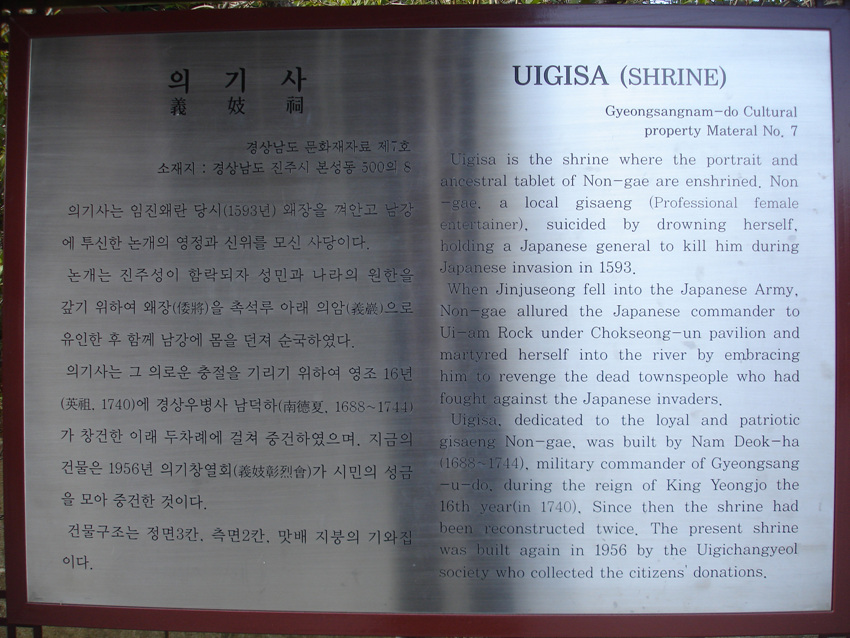 의 기 사
義 妓 祠
경상남도 문화재자료 제7호
소재지 : 경상남도 진주시 본성동 500의 8
의기사는 임진왜란 당시(1593년) 왜장을 껴안고 남강
에 투신한 논개의 영정과 신위를 모신 사당이다.
논개는 진주성이 함락되자 성민과 나라의 원한을
갚기 위하여 왜장(倭將)을 촉석루 아래 의암(義巖)으로
유인한 후 함께 남강에 몸을 던져 순국하였다.
의기사는 그 의로운 충절을 기리기 위하여 영조 16년
(英祖, 1740)에 경상우병사 남덕하(南德夏, 1688~1744)
가 창건한 이래 두차례에 걸쳐 중건하였으며, 지금의
건물은 1956년 의기창열회(義妓彰烈會)가 시민의 성금
을 모아 중건한 것이다.
건물구조는 정면3칸, 측면2칸, 맞배 지붕의 기와집
이다.
UIGISA (SHRINE)
Gyeongsangnam-do Cultural
property Materal No. 7
Uigisa is the shrine where the portrait and
ancestral tablet of Non-gae are enshrined. Non
-gae, a local gisaeng (Professional female
entertainer), suicided by drowning herself,
holding a Japanese general to kill him during
Japanese invasion in 1593.
When Jinjuseong fell into the Japanese Army,
Non-gae allured the Japanese commander to
Ui-am Rock under Chokseong-un pavilion and
martyred herself into the river by embracing
him to revenge the dead townspeople who had
fought against the Japanese invaders.
Uigisa, dedicated to the loyal and patriotic
gisaeng Non-gae, was built by Nam Deok-ha
(1688~1744), military commander of Gyeongsang
-u-do, during the reign of King Yeongjo the
16th year(in 1740). Since then the shrine had
been reconstructed twice. The present shrine
was built again in 1956 by the Uigichangyeol
society who collected the citizens' donations.